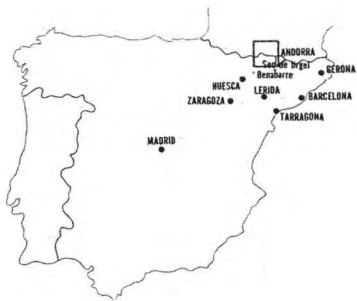 ANDORRA
Seo de Urgel
GERONA
HUESCA
Benabarre
LERIDA
ZARAGOZA
BARCELONA
TARRAGONA
MADRID